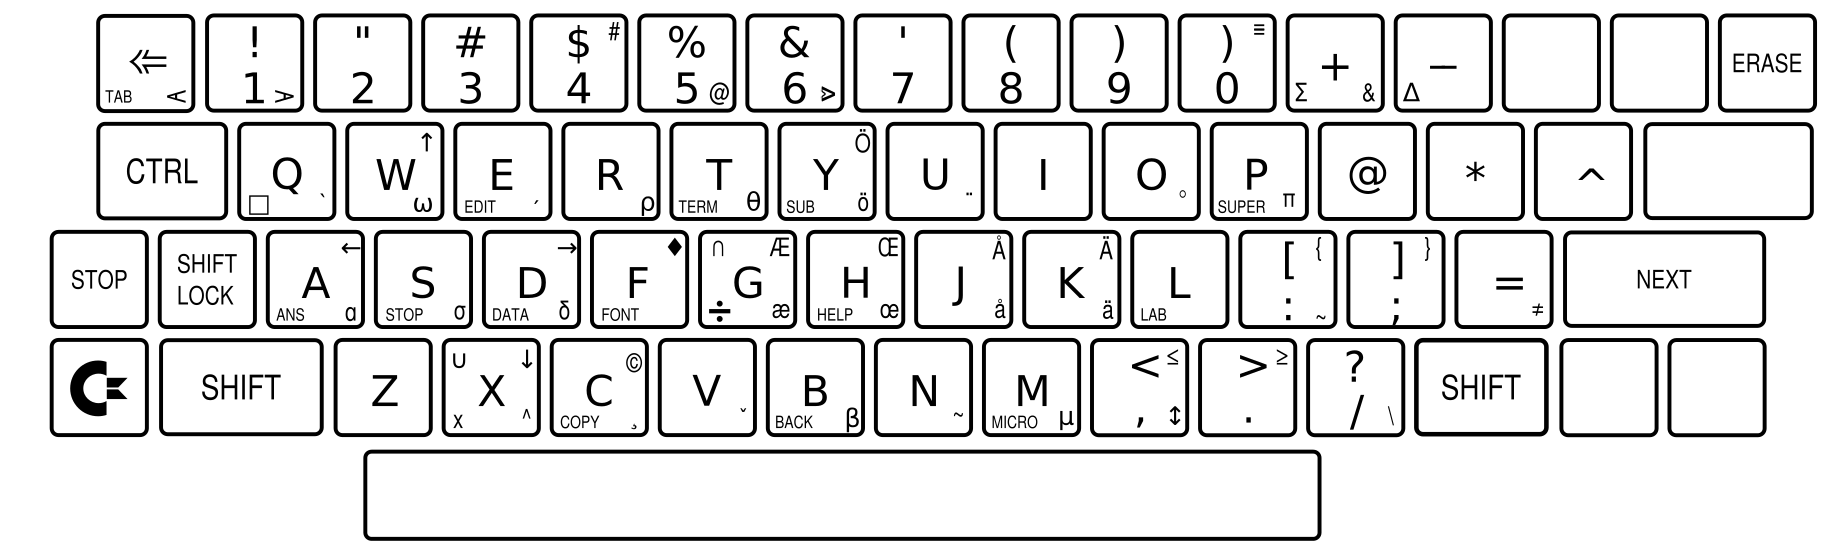 ⇐ TAB ⋖ ! 1 ⋗ " 2 # 3 $ # 4 % 5 @ & 6 ' 7 ( 8 ) 9 ) ≡ 0 + Σ & − Δ ERASE
CTRL Q □ ` W ↑ ω E EDIT ´ R ρ T TERM θ Y Ö SUB ö U ¨ I O ° P SUPER π @ * ^
STOP SHIFT LOCK A ← ANS α S STOP σ D → DATA δ F ♦ FONT G ∩ Æ ÷ æ H Œ HELP œ J Å å K Ä ä L LAB [ { : ~ ] } ; = ≠ NEXT
SHIFT Z X ∪ ↓ x ^ C © COPY ¸ V ˇ B BACK β N ~ M MICRO µ < ≤ , ↕ > ≥ . ? / \ SHIFT